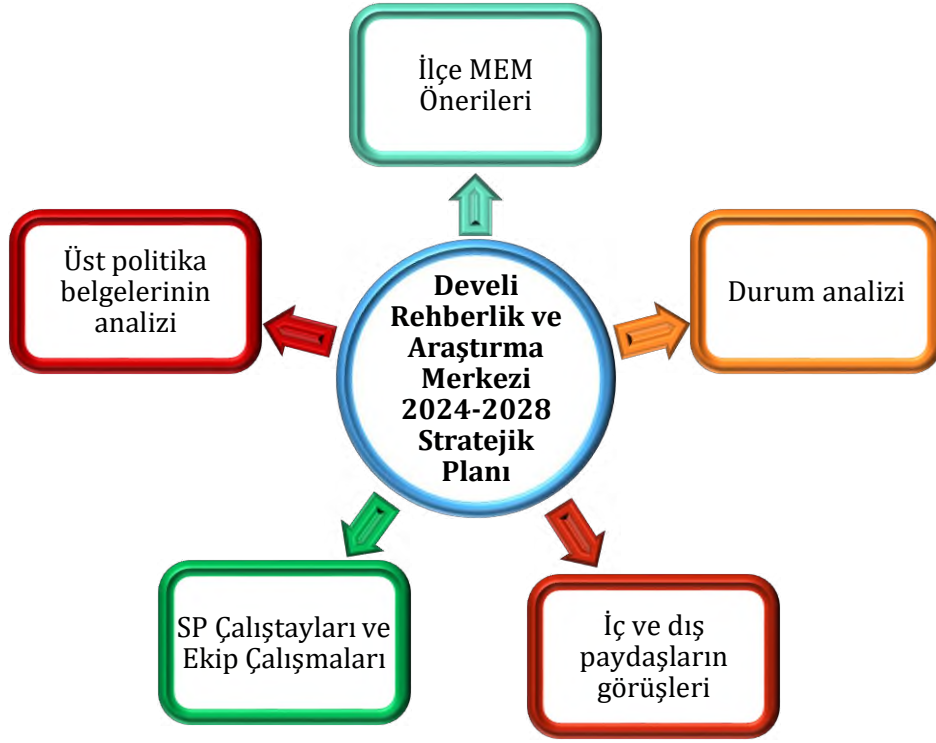 İlçe MEM
Önerileri
Üst politika
belgelerinin
analizi
Develi
Rehberlik ve
Araştırma
Merkezi
2024-2028
Stratejik
Planı
Durum analizi
SP Çalıştayları ve
Ekip Çalışmaları
İç ve dış
paydaşların
görüşleri